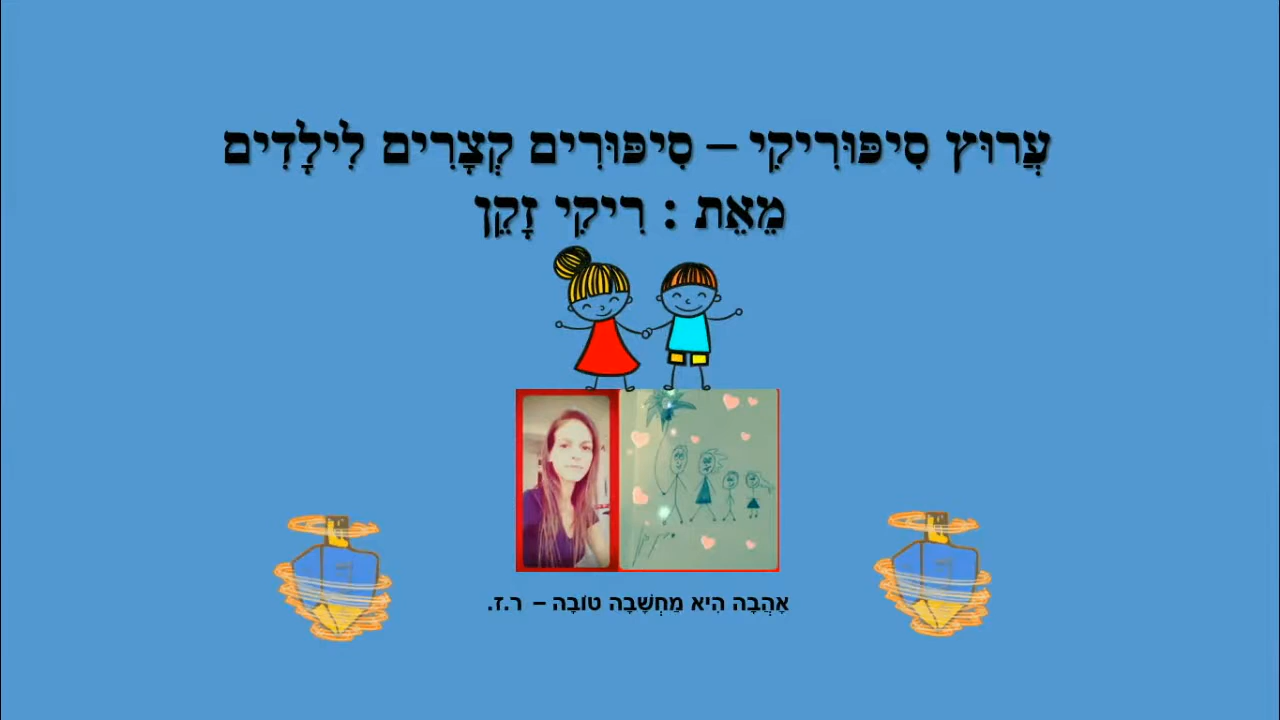 עֲרוּץ סִיפּוּרִיקִי – סִיפּוּרִים קְצָרִים לִילָדִים
מֵאֵת : רִיקִי זָקֵן
אַהֲבָה הִיא מַחְשָׁבָה טוֹבָה – ר.ז.